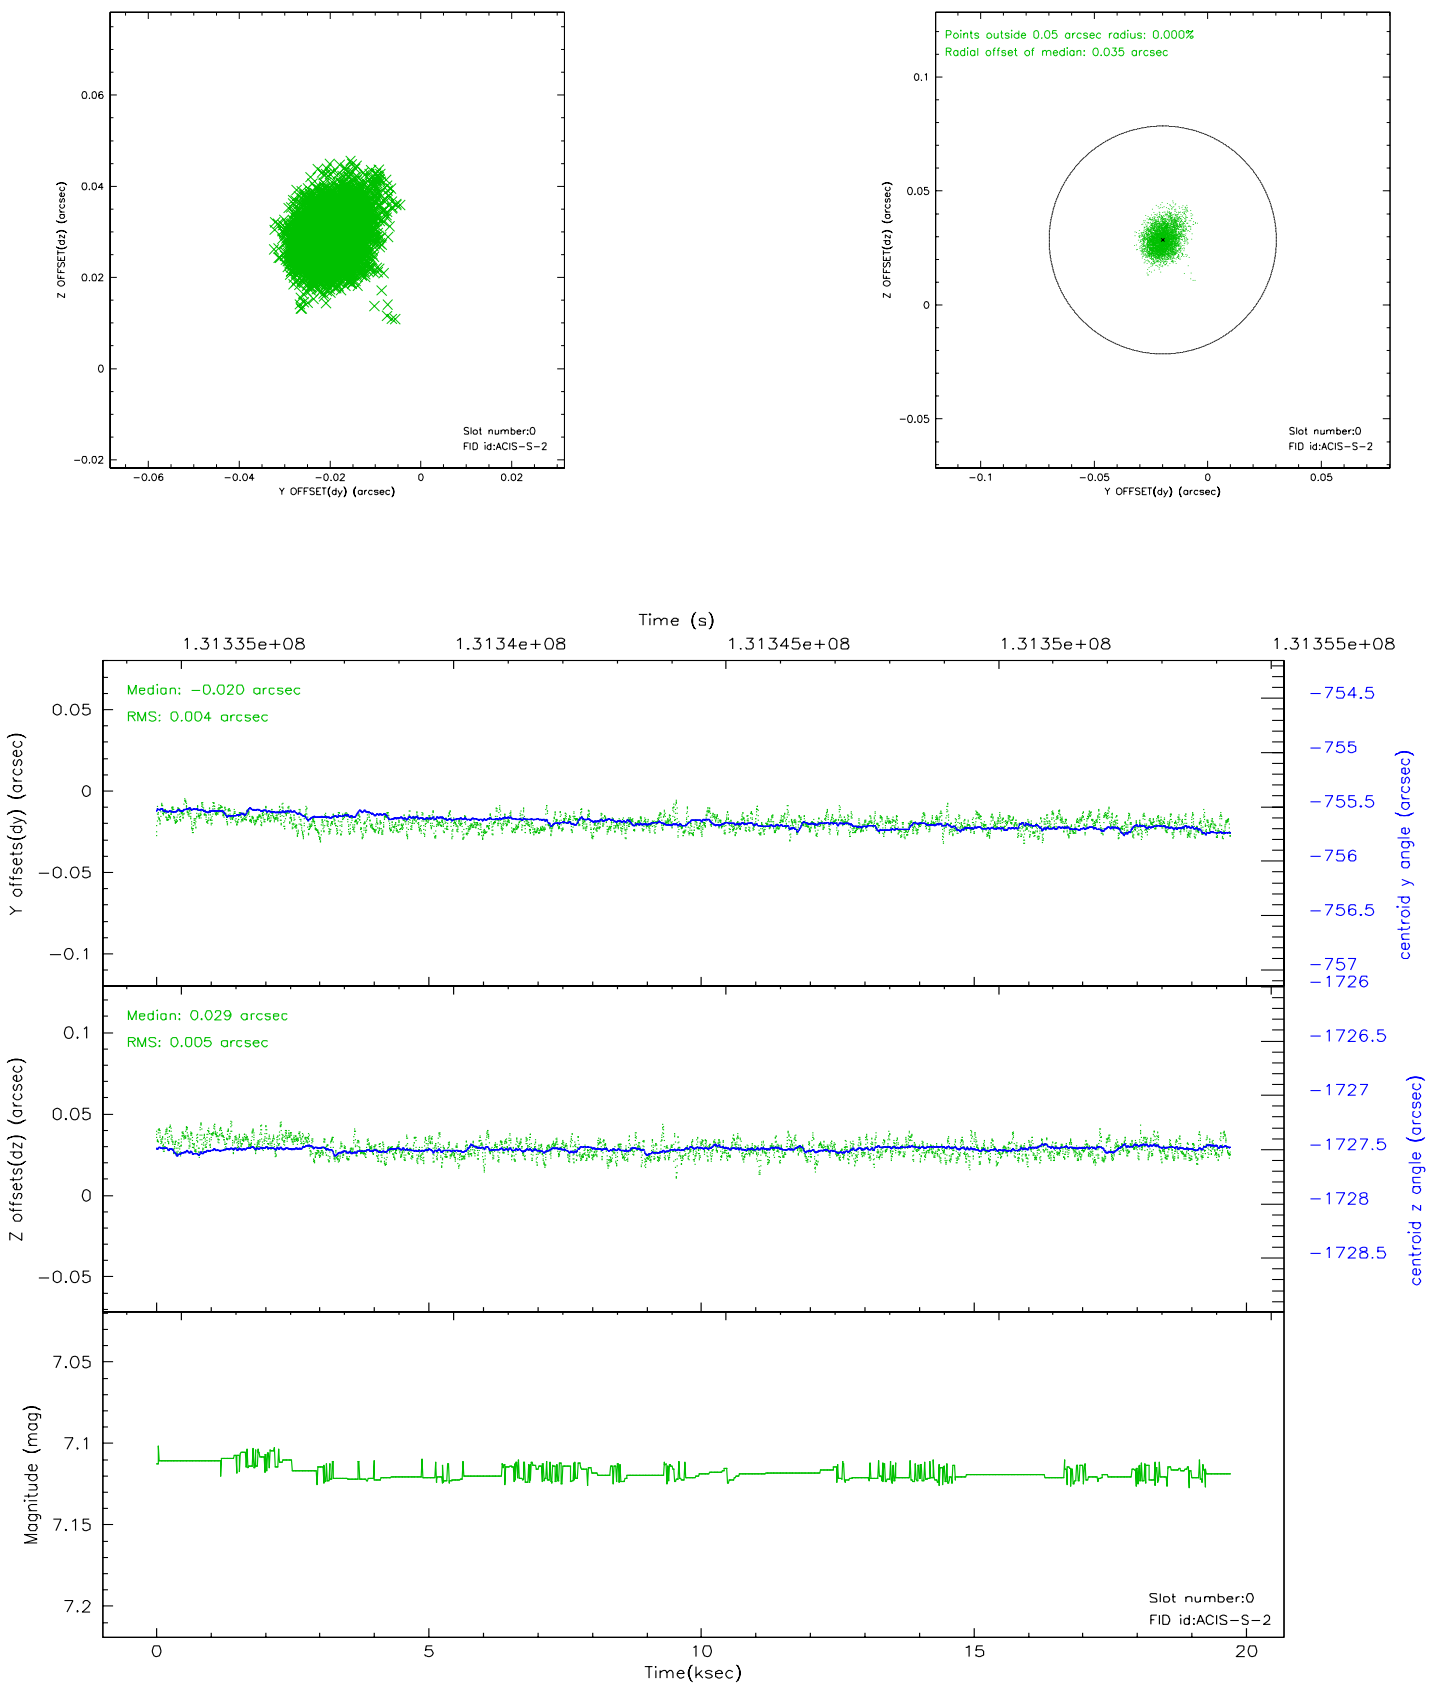 0.06
0.04
0.02
0
−0.02
Z OFFSET(dz) (arcsec)
Slot number:0
FID id:ACIS−S−2
−0.06 −0.04 −0.02 0 0.02
Y OFFSET(dy) (arcsec)
Points outside 0.05 arcsec radius: 0.000%
Radial offset of median: 0.035 arcsec
0.1
0.05
0
−0.05
Z OFFSET(dz) (arcsec)
Slot number:0
FID id:ACIS−S−2
−0.1 −0.05 0 0.05
Y OFFSET(dy) (arcsec)
Time (s)
1.31335e+08 1.3134e+08 1.31345e+08 1.3135e+08 1.31355e+08
Median: −0.020 arcsec
RMS: 0.004 arcsec
0.05
0
−0.05
−0.1
Y offsets(dy) (arcsec)
−754.5
−755
−755.5
−756
−756.5
−757
centroid y angle (arcsec)
−1726
Median: 0.029 arcsec
RMS: 0.005 arcsec
0.1
0.05
0
−0.05
Z offsets(dz) (arcsec)
−1726.5
−1727
−1727.5
−1728
−1728.5
centroid z angle (arcsec)
7.05
7.1
7.15
7.2
Magnitude (mag)
Slot number:0
FID id:ACIS−S−2
0 5 10 15 20
Time(ksec)